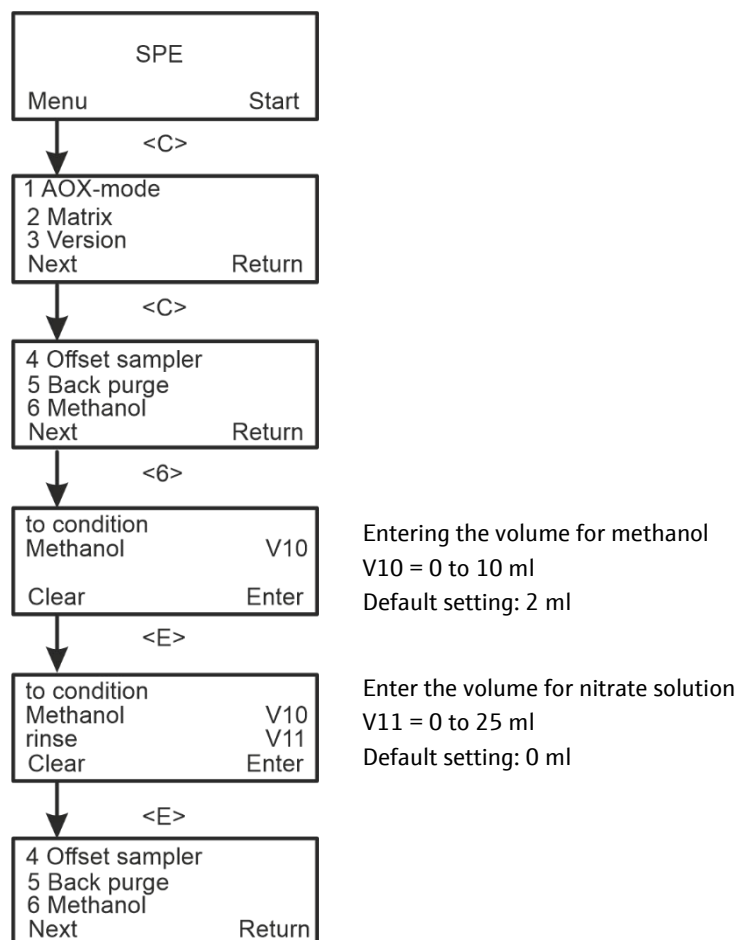 SPE
Menu Start
<C>
1 AOX-mode
2 Matrix
3 Version
Next Return
<C>
4 Offset sampler
5 Back purge
6 Methanol
Next Return
<6>
to condition
Methanol V10
Clear Enter
Entering the volume for methanol
V10 = 0 to 10 ml
Default setting: 2 ml
<E>
to condition
Methanol V10
rinse V11
Clear Enter
Enter the volume for nitrate solution
V11 = 0 to 25 ml
Default setting: 0 ml
<E>
4 Offset sampler
5 Back purge
6 Methanol
Next Return